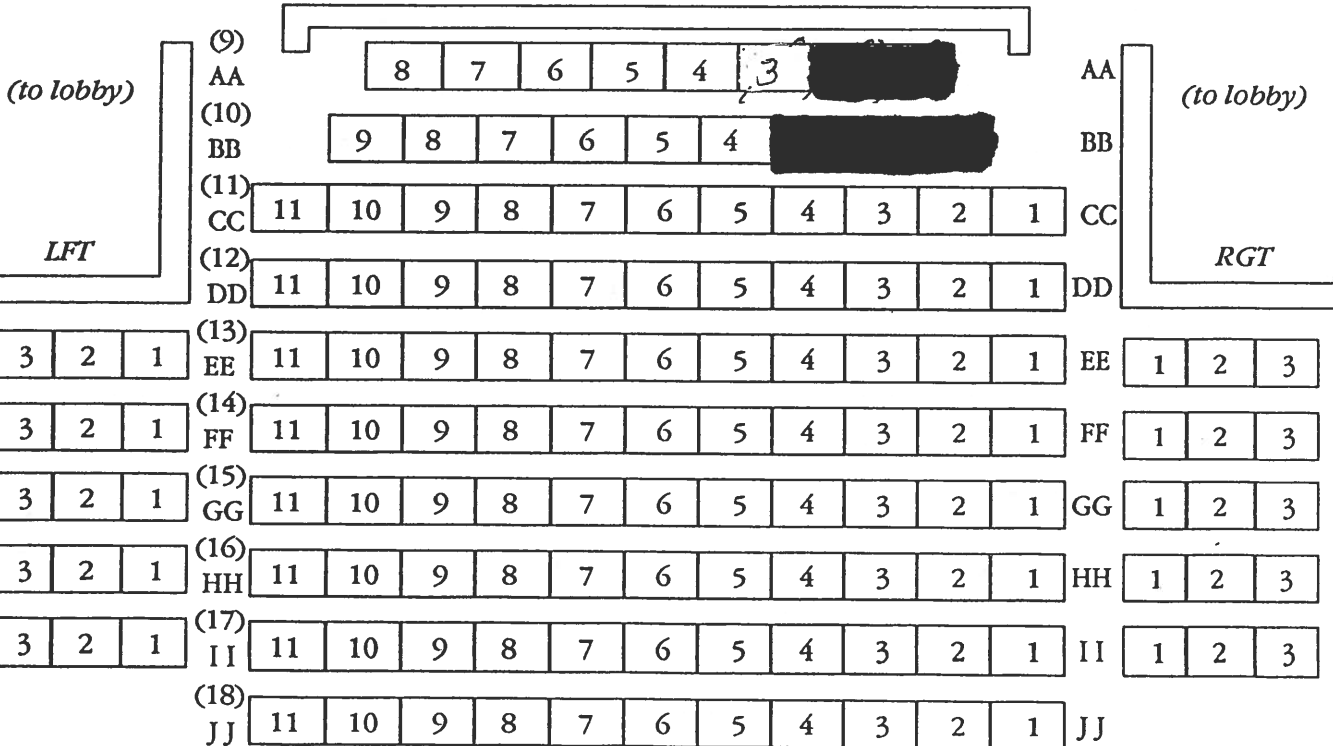 (9)
AA 8 7 6 5 4 3 AA
(to lobby) (to lobby)
(10)
BB 9 8 7 6 5 4 BB
(11)
CC 11 10 9 8 7 6 5 4 3 2 1 CC
LFT RGT
(12)
DD 11 10 9 8 7 6 5 4 3 2 1 DD
(13)
3 2 1 EE 11 10 9 8 7 6 5 4 3 2 1 EE 1 2 3
(14)
3 2 1 FF 11 10 9 8 7 6 5 4 3 2 1 FF 1 2 3
(15)
3 2 1 GG 11 10 9 8 7 6 5 4 3 2 1 GG 1 2 3
(16)
3 2 1 HH 11 10 9 8 7 6 5 4 3 2 1 HH 1 2 3
(17)
3 2 1 II 11 10 9 8 7 6 5 4 3 2 1 II 1 2 3
(18)
JJ 11 10 9 8 7 6 5 4 3 2 1 JJ